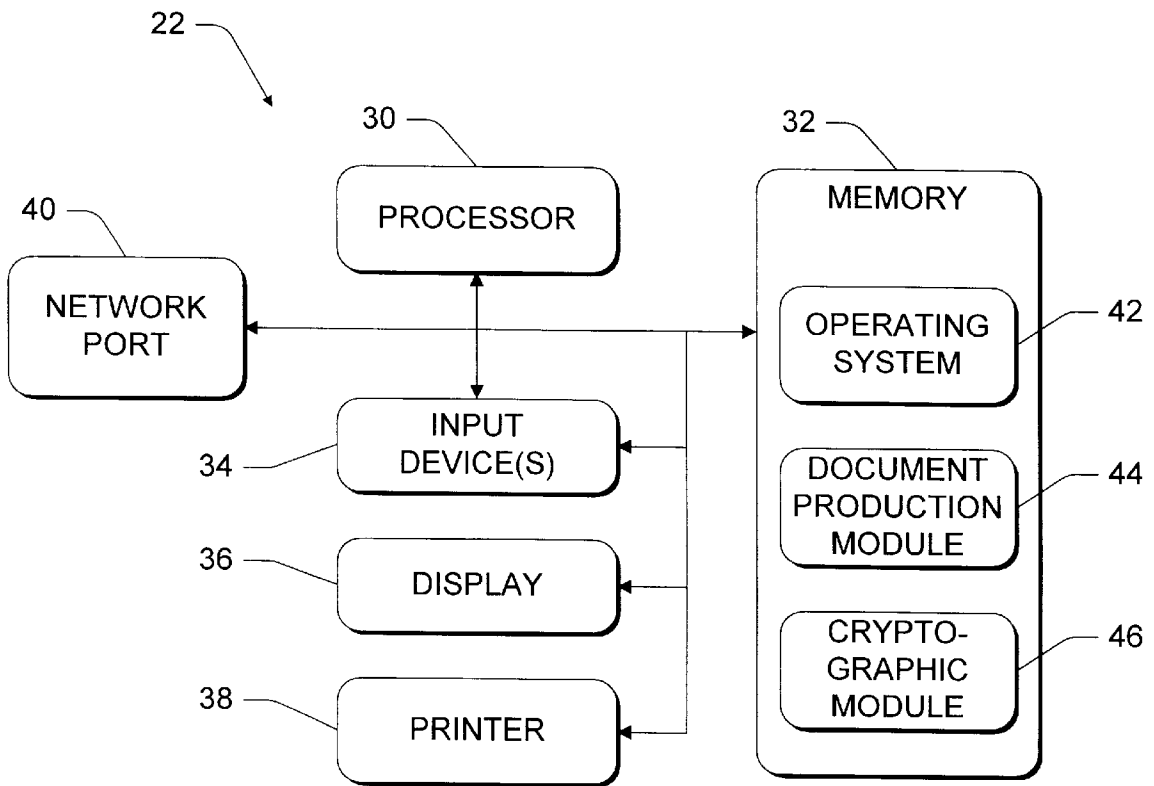 22
30
PROCESSOR
32
MEMORY
40
NETWORK
PORT
OPERATING
SYSTEM
42
INPUT
DEVICE(S)
34
DOCUMENT
PRODUCTION
MODULE
44
36
DISPLAY
CRYPTO-
GRAPHIC
MODULE
46
38
PRINTER